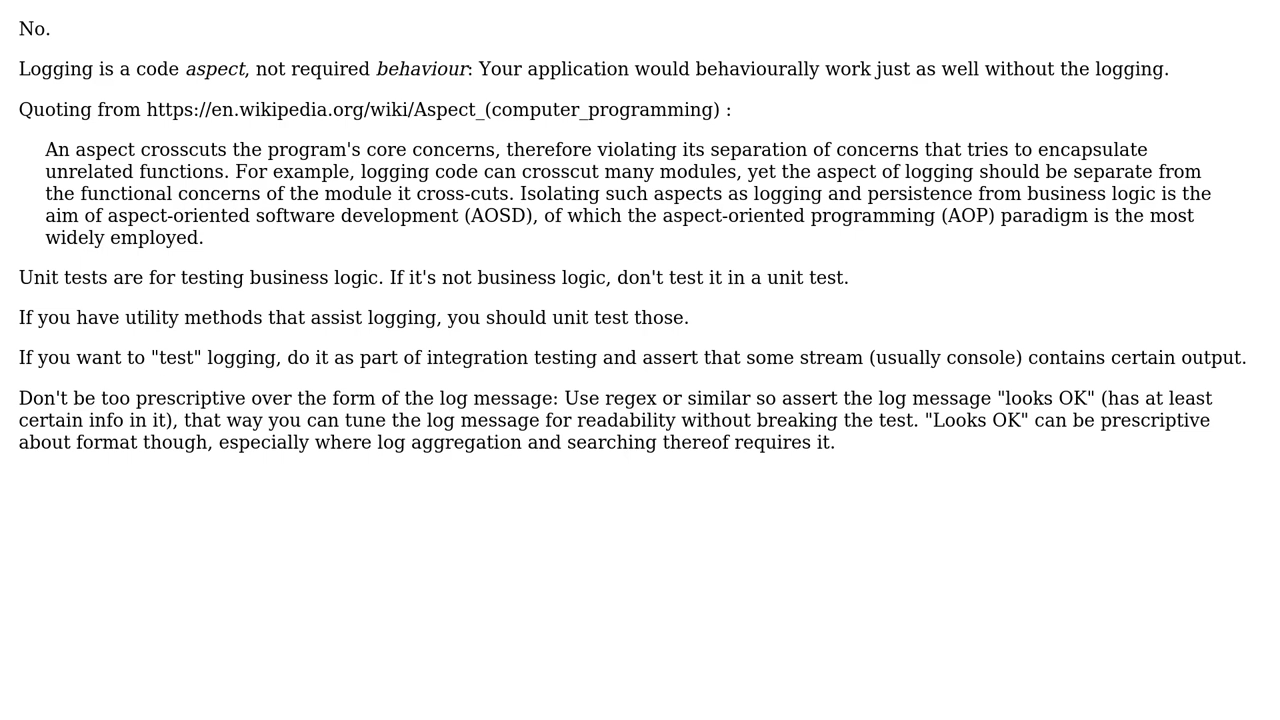 No.
Logging is a code aspect, not required behaviour: Your application would behaviourally work just as well without the logging.
Quoting from https://en.wikipedia.org/wiki/Aspect_(computer_programming) :
An aspect crosscuts the program's core concerns, therefore violating its separation of concerns that tries to encapsulate
unrelated functions. For example, logging code can crosscut many modules, yet the aspect of logging should be separate from
the functional concerns of the module it cross-cuts. Isolating such aspects as logging and persistence from business logic is the
aim of aspect-oriented software development (AOSD), of which the aspect-oriented programming (AOP) paradigm is the most
widely employed.
Unit tests are for testing business logic. If it's not business logic, don't test it in a unit test.
If you have utility methods that assist logging, you should unit test those.
If you want to "test" logging, do it as part of integration testing and assert that some stream (usually console) contains certain output.
Don't be too prescriptive over the form of the log message: Use regex or similar so assert the log message "looks OK" (has at least
certain info in it), that way you can tune the log message for readability without breaking the test. "Looks OK" can be prescriptive
about format though, especially where log aggregation and searching thereof requires it.